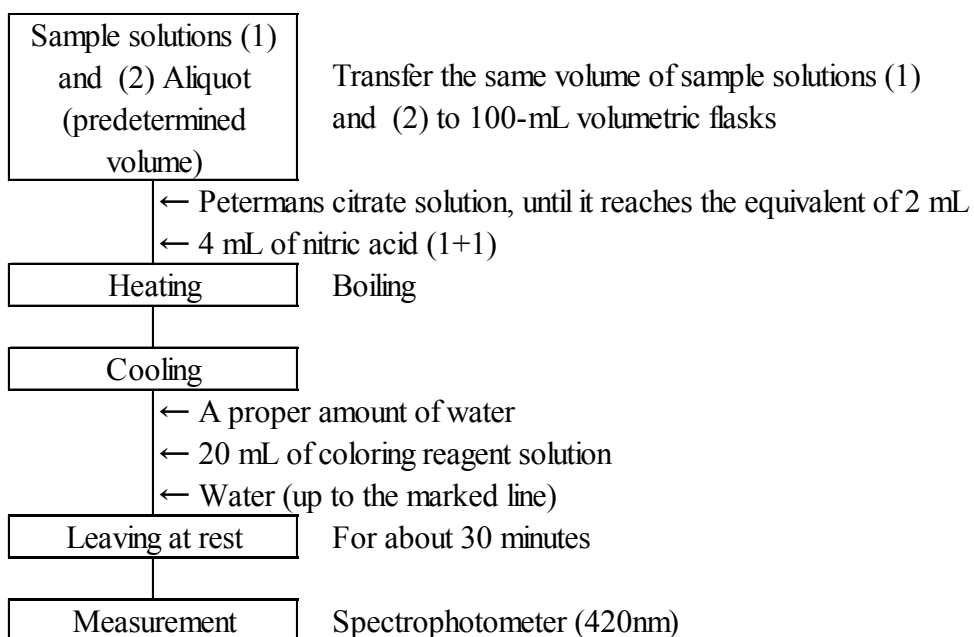 Sample solutions (1)
and (2) Aliquot
(predetermined
volume)
Transfer the same volume of sample solutions (1)
and (2) to 100-mL volumetric flasks
← Petermans citrate solution, until it reaches the equivalent of 2 mL
← 4 mL of nitric acid (1+1)
Heating
Boiling
Cooling
← A proper amount of water
← 20 mL of coloring reagent solution
← Water (up to the marked line)
Leaving at rest
For about 30 minutes
Measurement
Spectrophotometer (420nm)